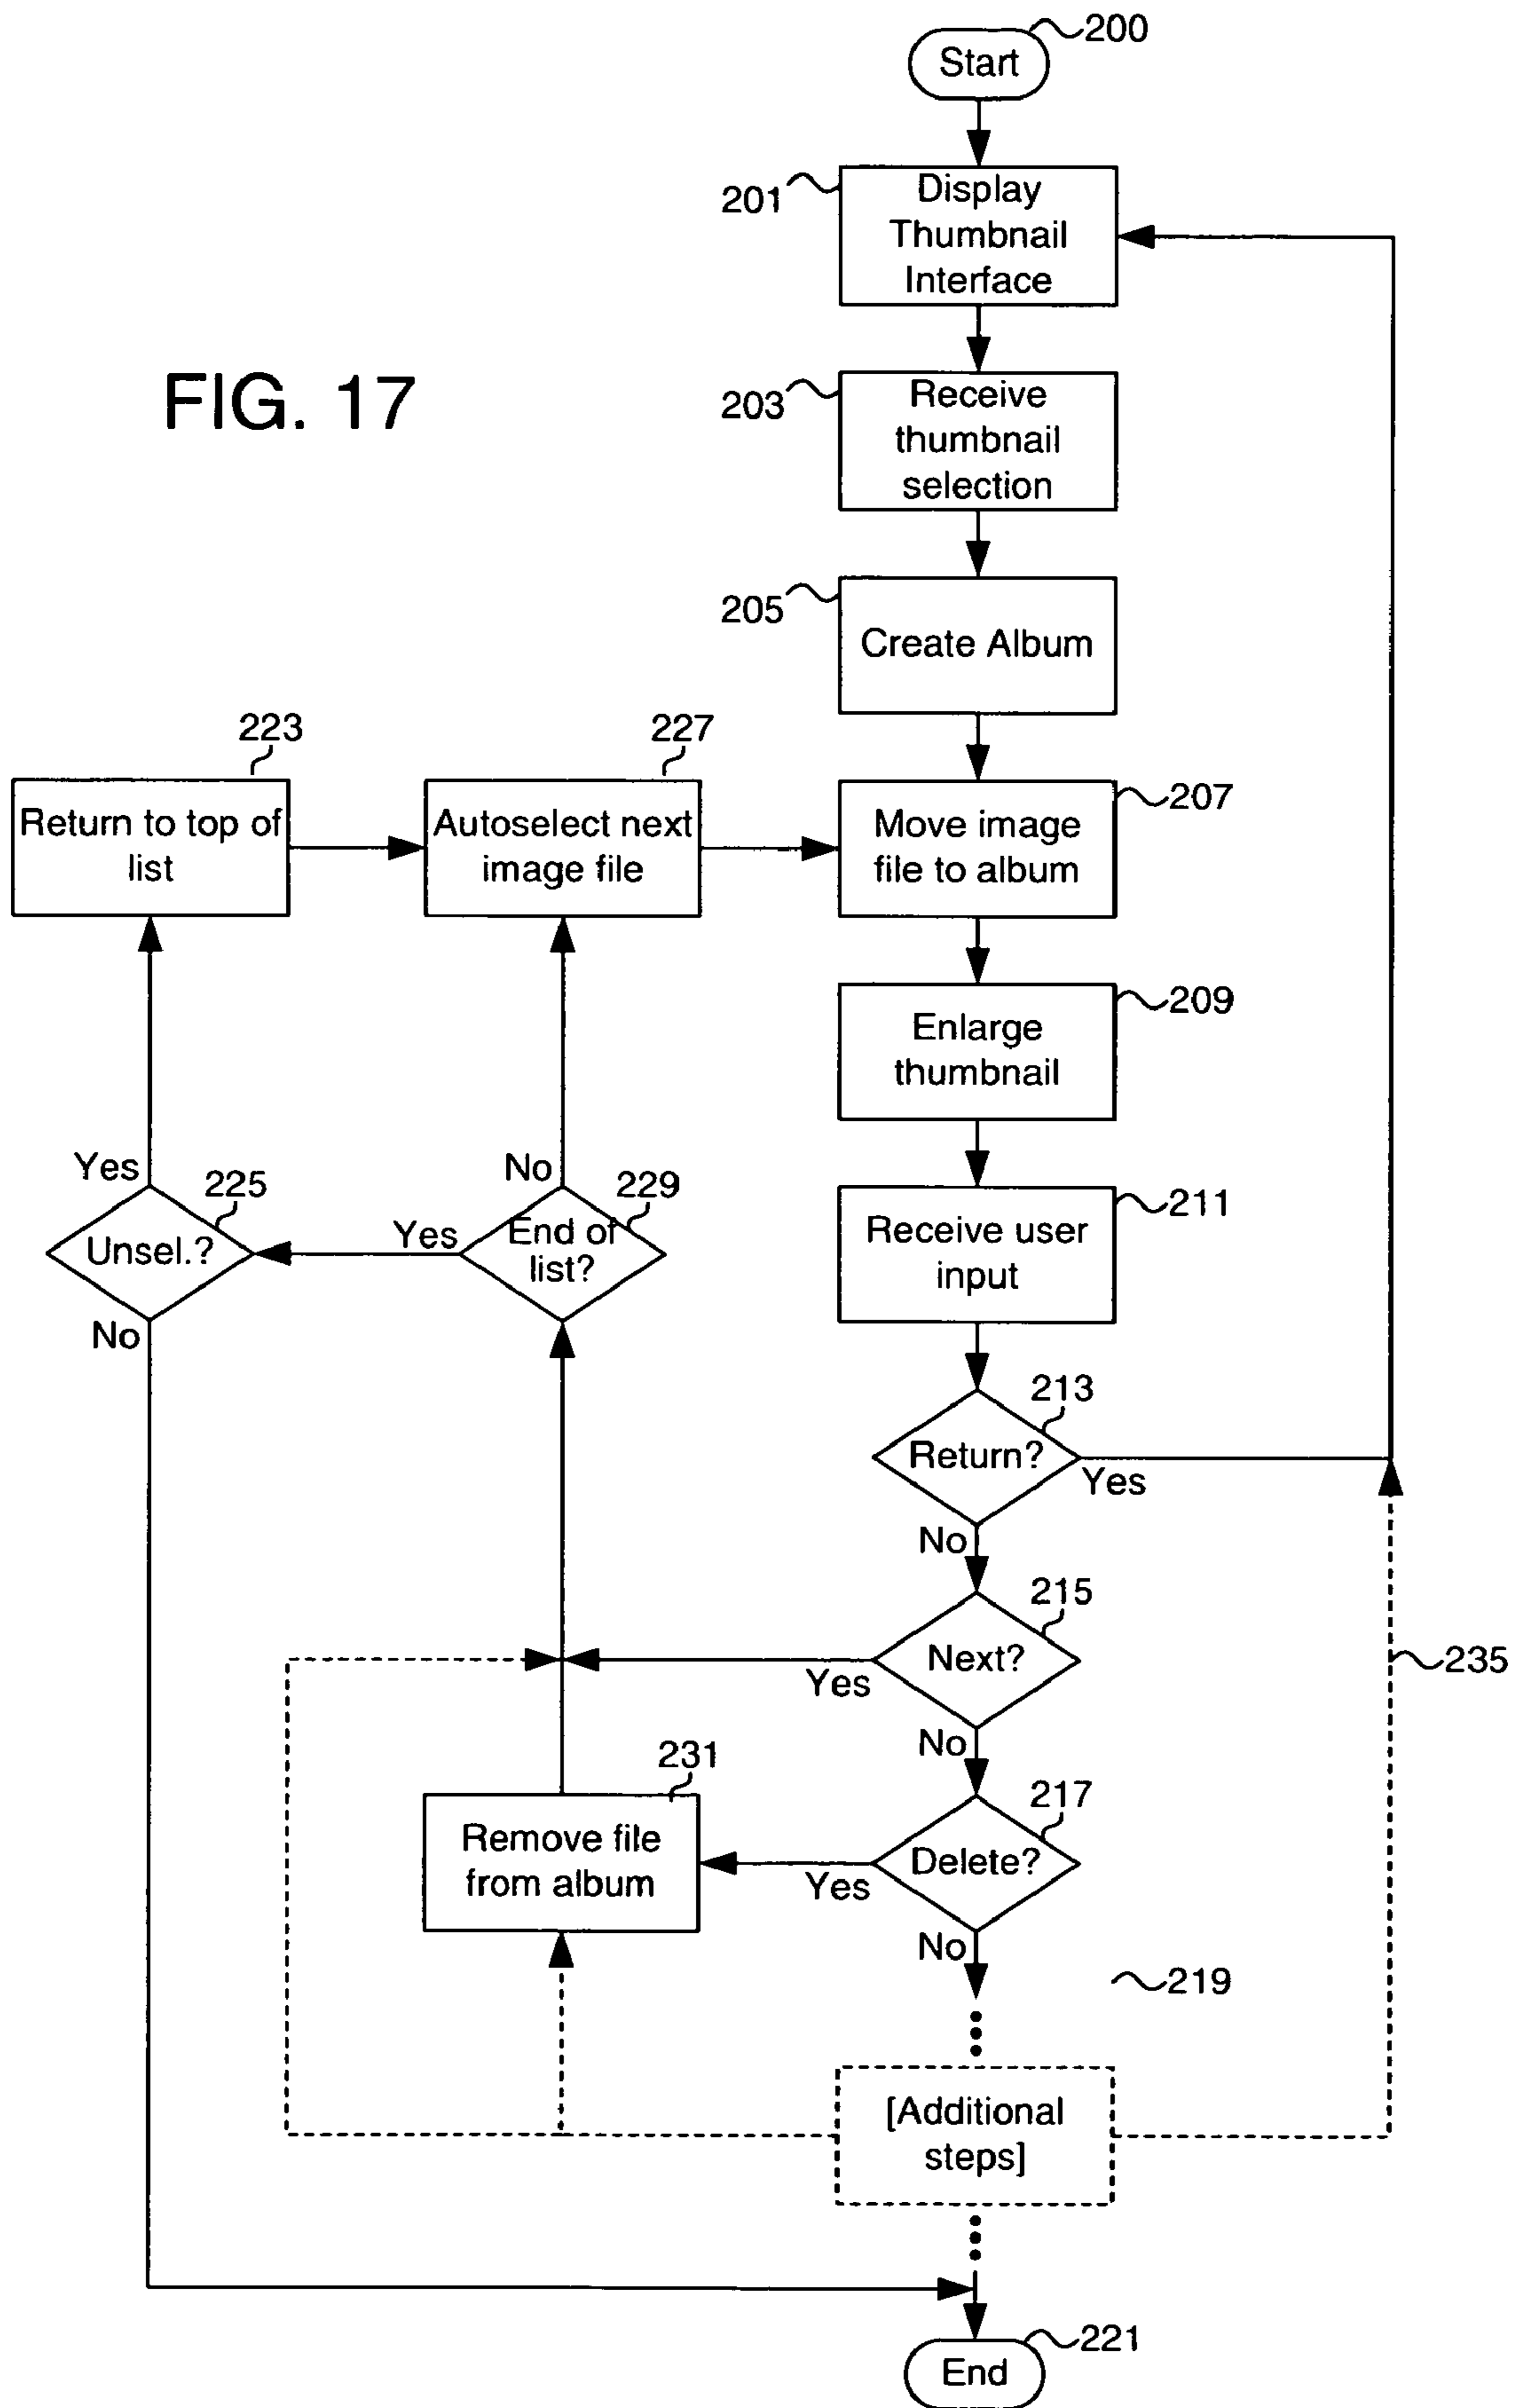 200
Start
201
Display
Thumbnail
Interface
FIG. 17
203
Receive
thumbnail
selection
205
Create Album
223
Return to top of
list
227
Autoselect next
image file
207
Move image
file to album
209
Enlarge
thumbnail
Yes
225
Unsel.?
No
Yes
No
229
End of
list?
211
Receive user
input
213
Return?
Yes
No
215
Next?
Yes
No
235
231
Remove file
from album
217
Delete?
Yes
No
219
[Additional
steps]
221
End